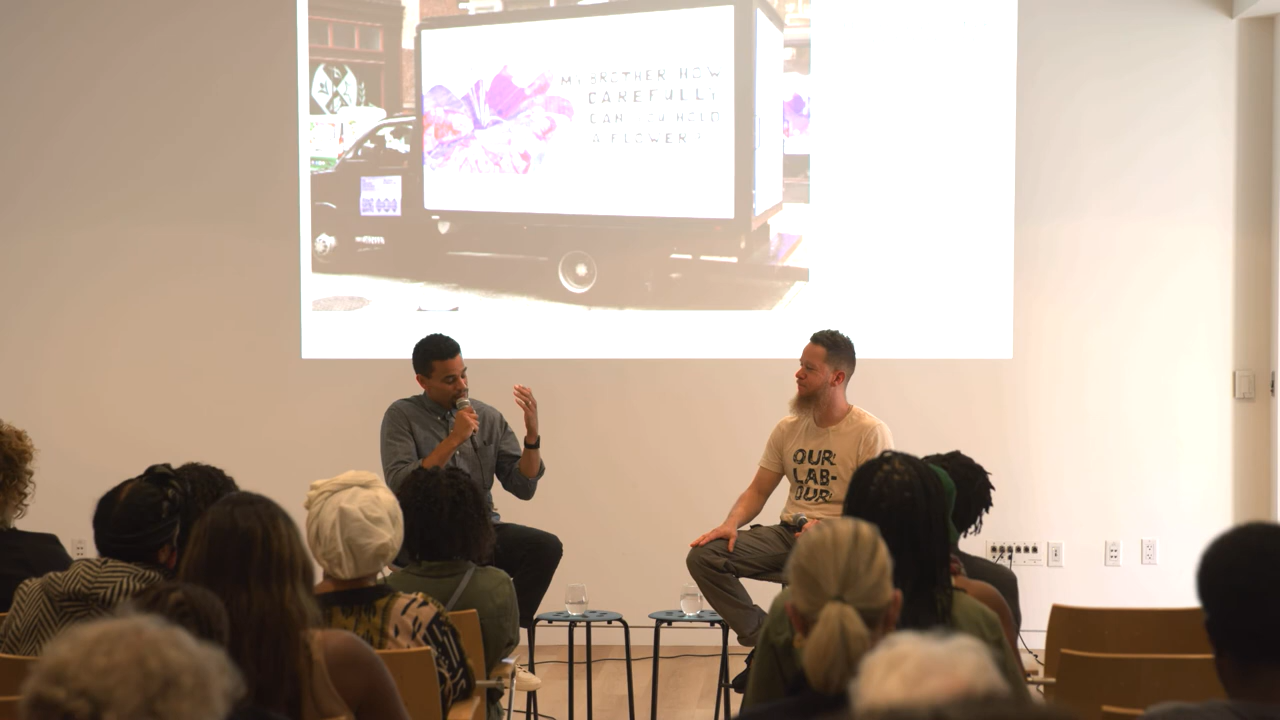 MY BROTHER HOW
CAREFULLY
CAN YOU HOLD
A FLOWER?
OUR
LAB-
OUR